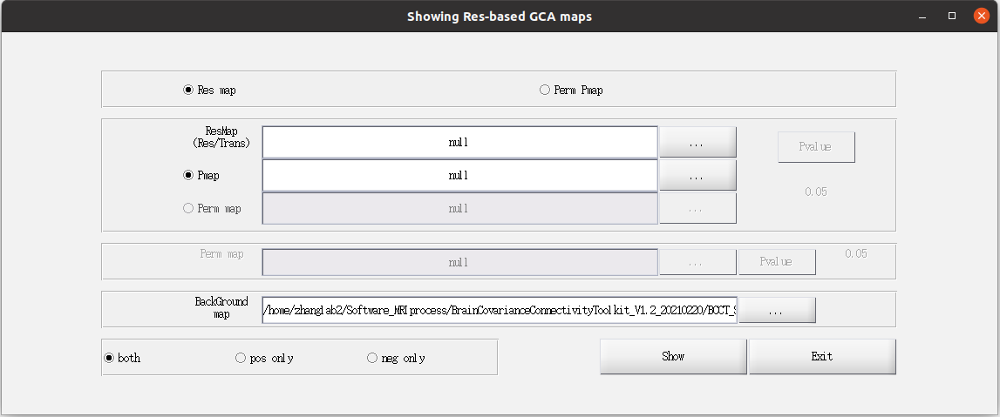 Showing Res-based GCA maps
Res map
Perm Pmap
ResMap
(Res/Trans)
null
...
Pvalue
Pmap
null
...
0.05
Perm map
null
...
Perm map
null
...
Pvalue
0.05
BackGround
map
/home/zhanglab2/Software_MRIprocess/BrainCovarianceConnectivityToolkit_V1.2_20210220/BCCT_S
...
both
pos only
neg only
Show
Exit